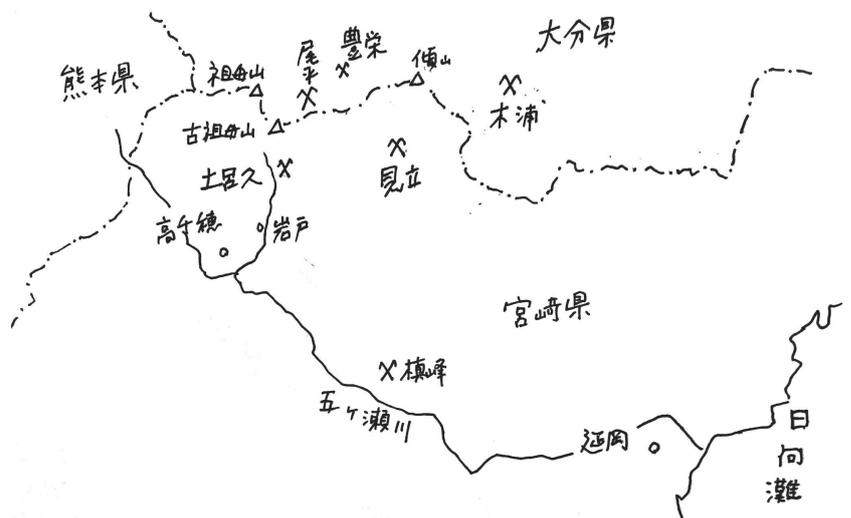 大分県
豊栄
尾平
傾山
熊本県
祖母山
木浦
古祖母山
見立
土呂久
高千穂
岩戸
宮崎県
槙峰
五ヶ瀬川
延岡
日向灘